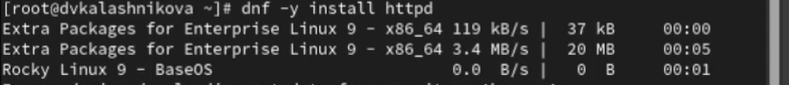 [root@dvkalashnikova ~]# dnf -y install httpd
Extra Packages for Enterprise Linux 9 - x86_64 119 kB/s |  37 kB     00:00
Extra Packages for Enterprise Linux 9 - x86_64 3.4 MB/s |  20 MB     00:05
Rocky Linux 9 - BaseOS                         0.0  B/s |   0  B     00:01